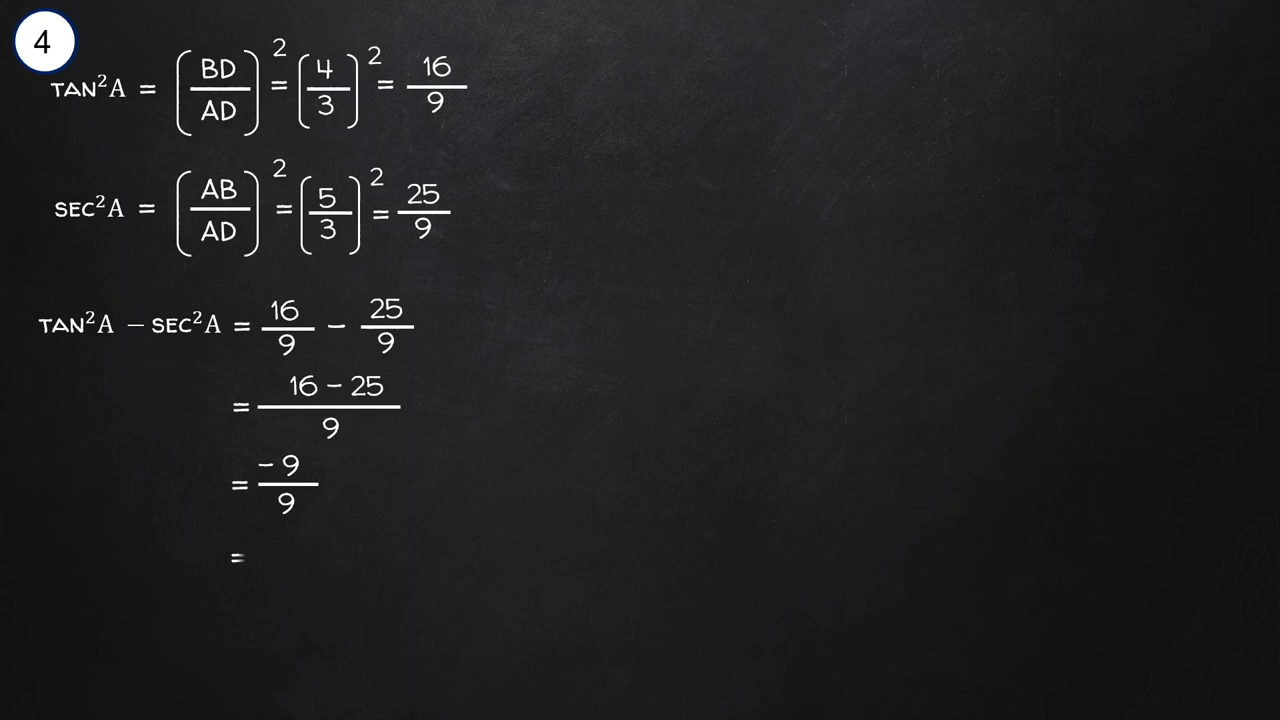 4
TAN²A = (BD/AD)² = (4/3)² = 16/9
SEC²A = (AB/AD)² = (5/3)² = 25/9
TAN²A − SEC²A = 16/9 − 25/9
= 16 − 25/9
= −9/9
=